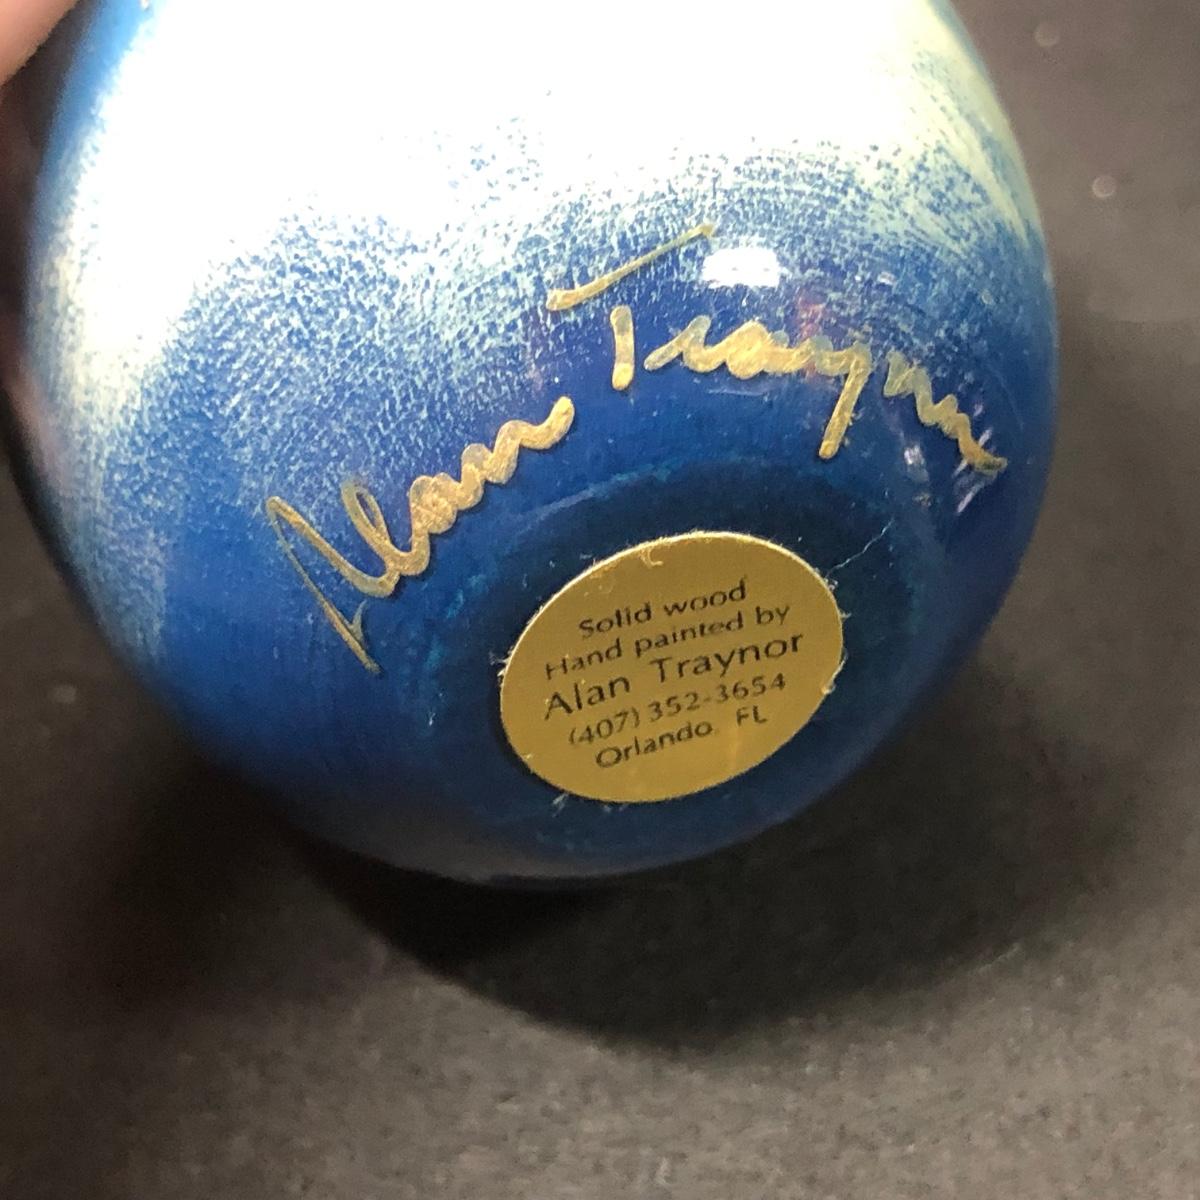 Alan Traynor
Solid wood
Hand painted by
Alan Traynor
(407) 352-3654
Orlando, FL